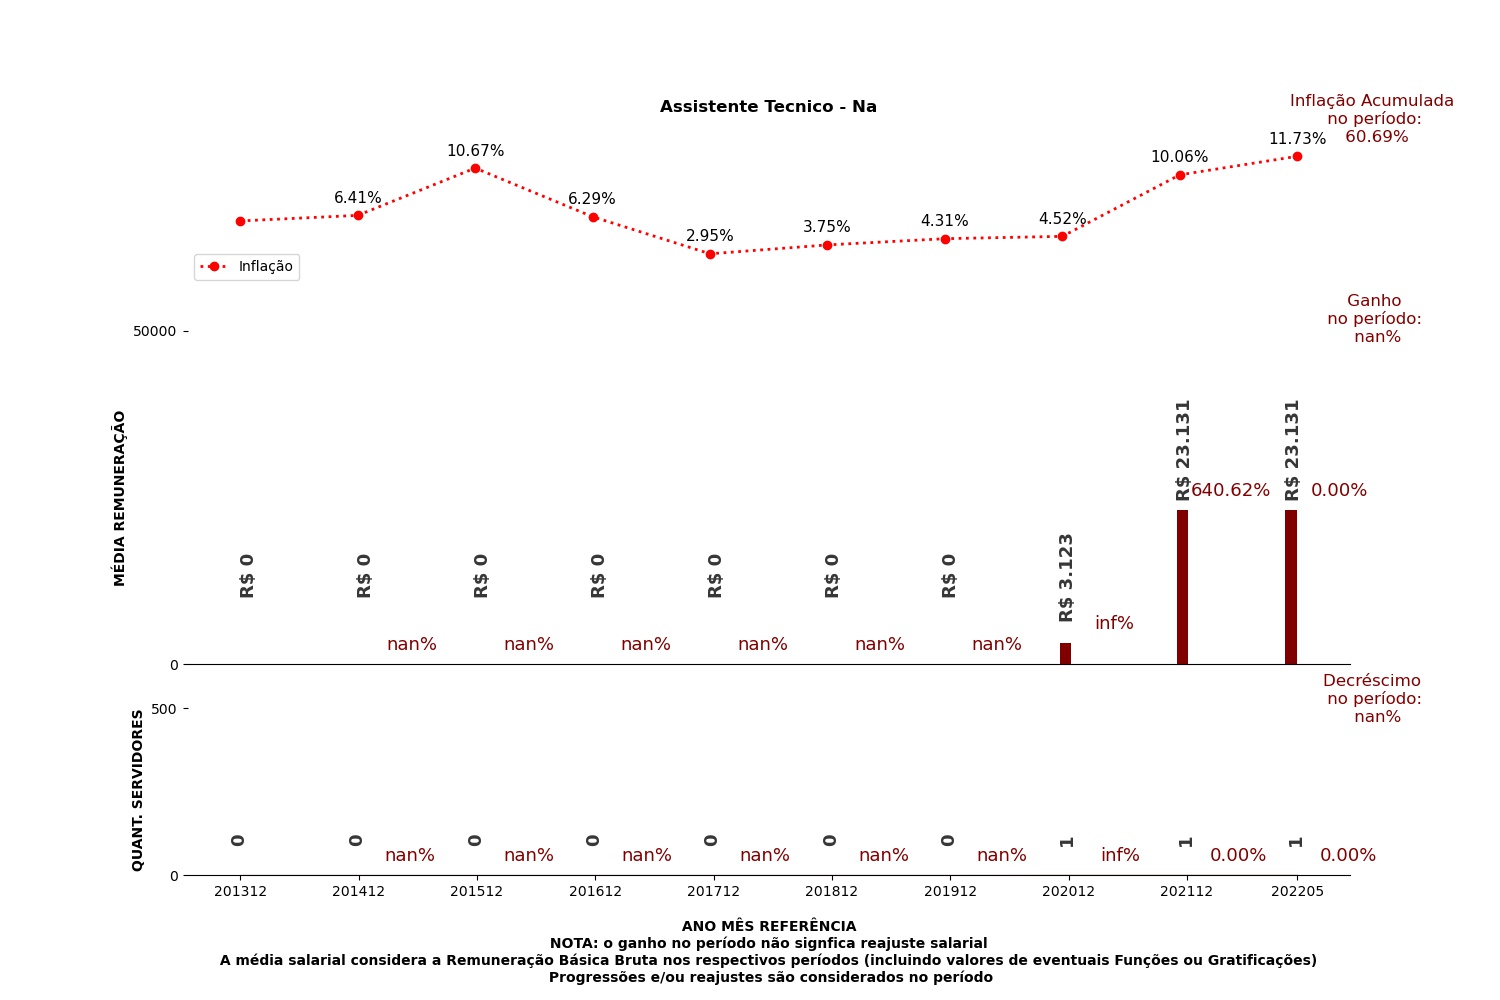 Assistente Tecnico - Na
Inflação Acumulada
no período:
60.69%
6.41%
10.67%
6.29%
2.95%
3.75%
4.31%
4.52%
10.06%
11.73%
Inflação
Ganho
no período:
nan%
50000
0
MÉDIA REMUNERAÇÃO
R$ 0
R$ 0
R$ 0
R$ 0
R$ 0
R$ 0
R$ 0
R$ 3.123
R$ 23.131
R$ 23.131
nan%
nan%
nan%
nan%
nan%
nan%
inf%
640.62%
0.00%
Decréscimo
no período:
nan%
500
0
QUANT. SERVIDORES
0
0
0
0
0
0
0
1
1
1
nan%
nan%
nan%
nan%
nan%
nan%
inf%
0.00%
0.00%
201312
201412
201512
201612
201712
201812
201912
202012
202112
202205
ANO MÊS REFERÊNCIA
NOTA: o ganho no período não signfica reajuste salarial
A média salarial considera a Remuneração Básica Bruta nos respectivos períodos (incluindo valores de eventuais Funções ou Gratificações)
Progressões e/ou reajustes são considerados no período